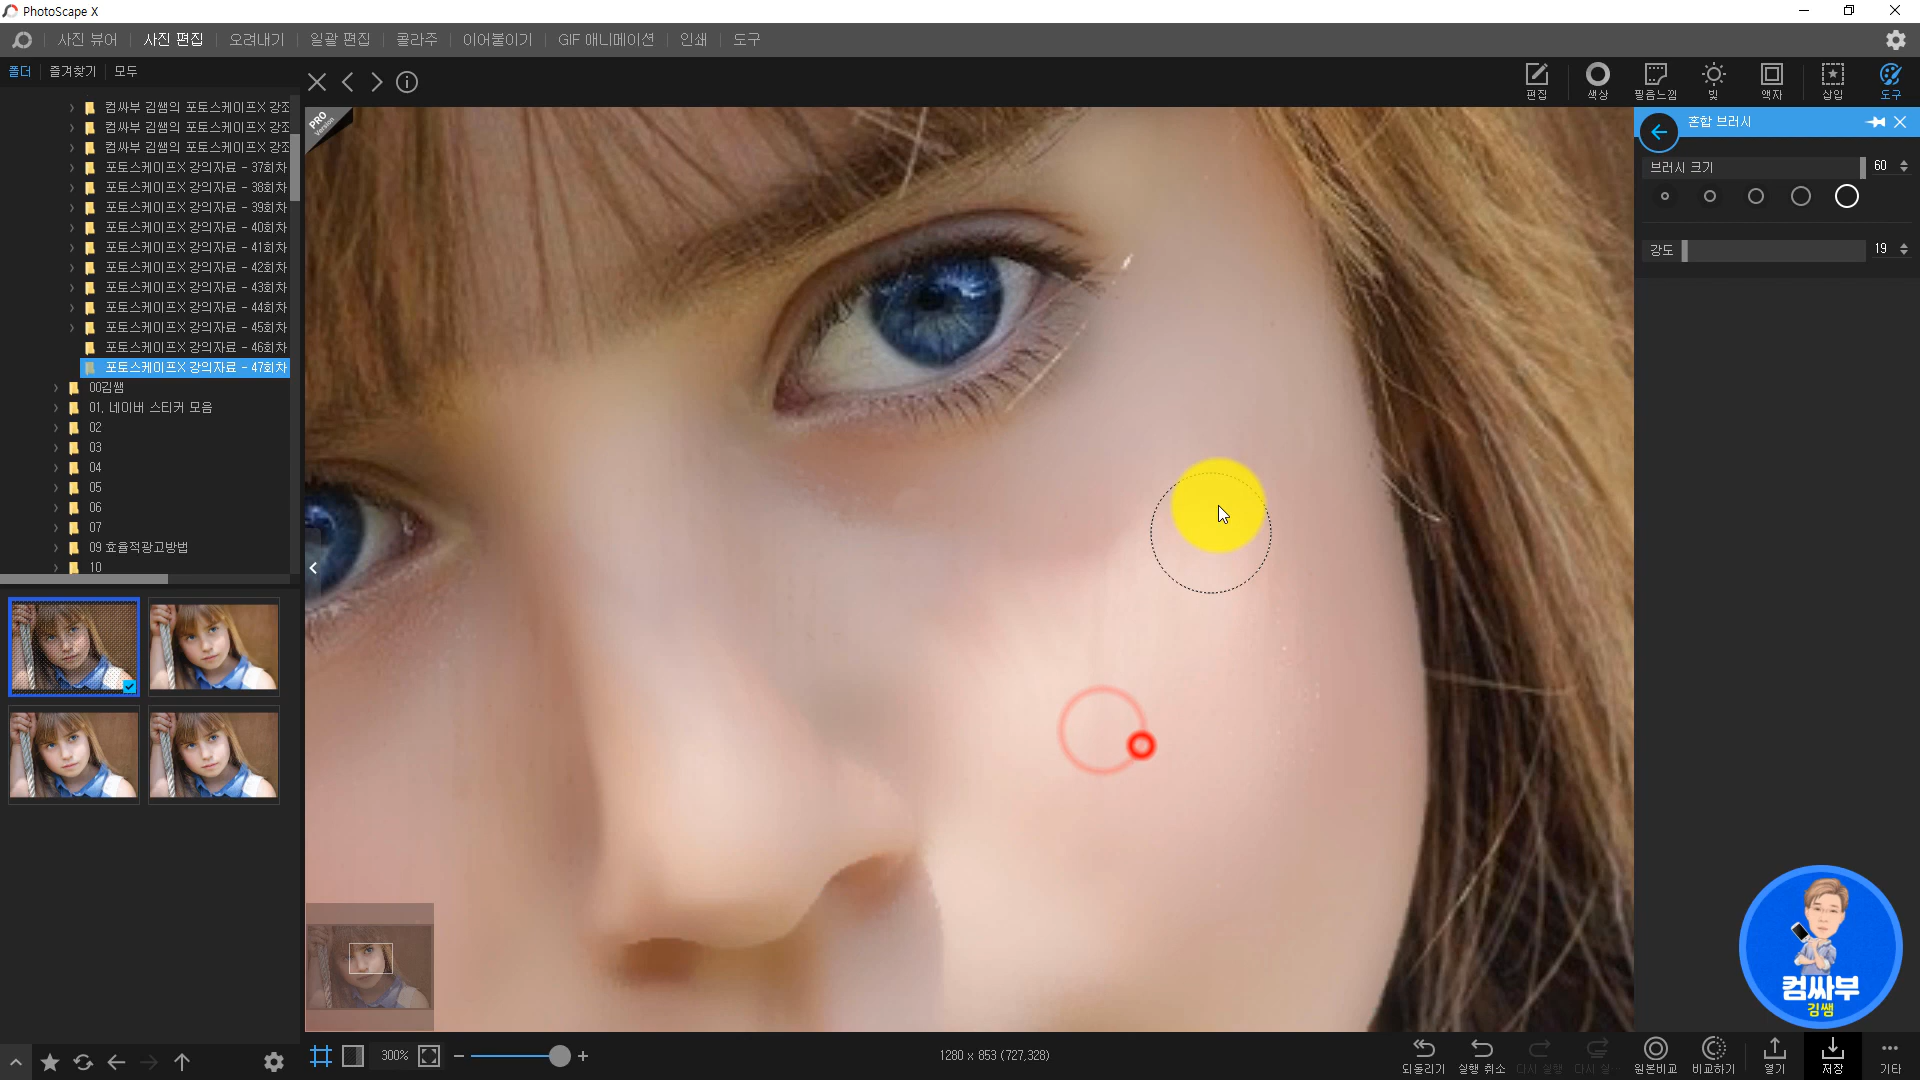 PhotoScape X
사진 뷰어
사진 편집
오려내기
일괄 편집
콜라주
이어붙이기
GIF 애니메이션
인쇄
도구
폴더
즐겨찾기
모두
편집
색상
필름느낌
빛
액자
삽입
도구
컴싸부 김쌤의 포토스케이프X 강조
컴싸부 김쌤의 포토스케이프X 강조
컴싸부 김쌤의 포토스케이프X 강조
포토스케이프X 강의자료 - 37회차
포토스케이프X 강의자료 - 38회차
포토스케이프X 강의자료 - 39회차
포토스케이프X 강의자료 - 40회차
포토스케이프X 강의자료 - 41회차
포토스케이프X 강의자료 - 42회차
포토스케이프X 강의자료 - 43회차
포토스케이프X 강의자료 - 44회차
포토스케이프X 강의자료 - 45회차
포토스케이프X 강의자료 - 46회차
포토스케이프X 강의자료 - 47회차
00김쌤
01. 네이버 스티커 모음
02
03
04
05
06
07
09 효율적광고방법
10
PRO
Version
혼합 브러시
브러시 크기 60
강도 19
컴싸부
김쌤
300%
1280 x 853 (727,328)
되돌리기
실행 취소
다시 실행
다시 실…
원본비교
비교하기
열기
저장
기타